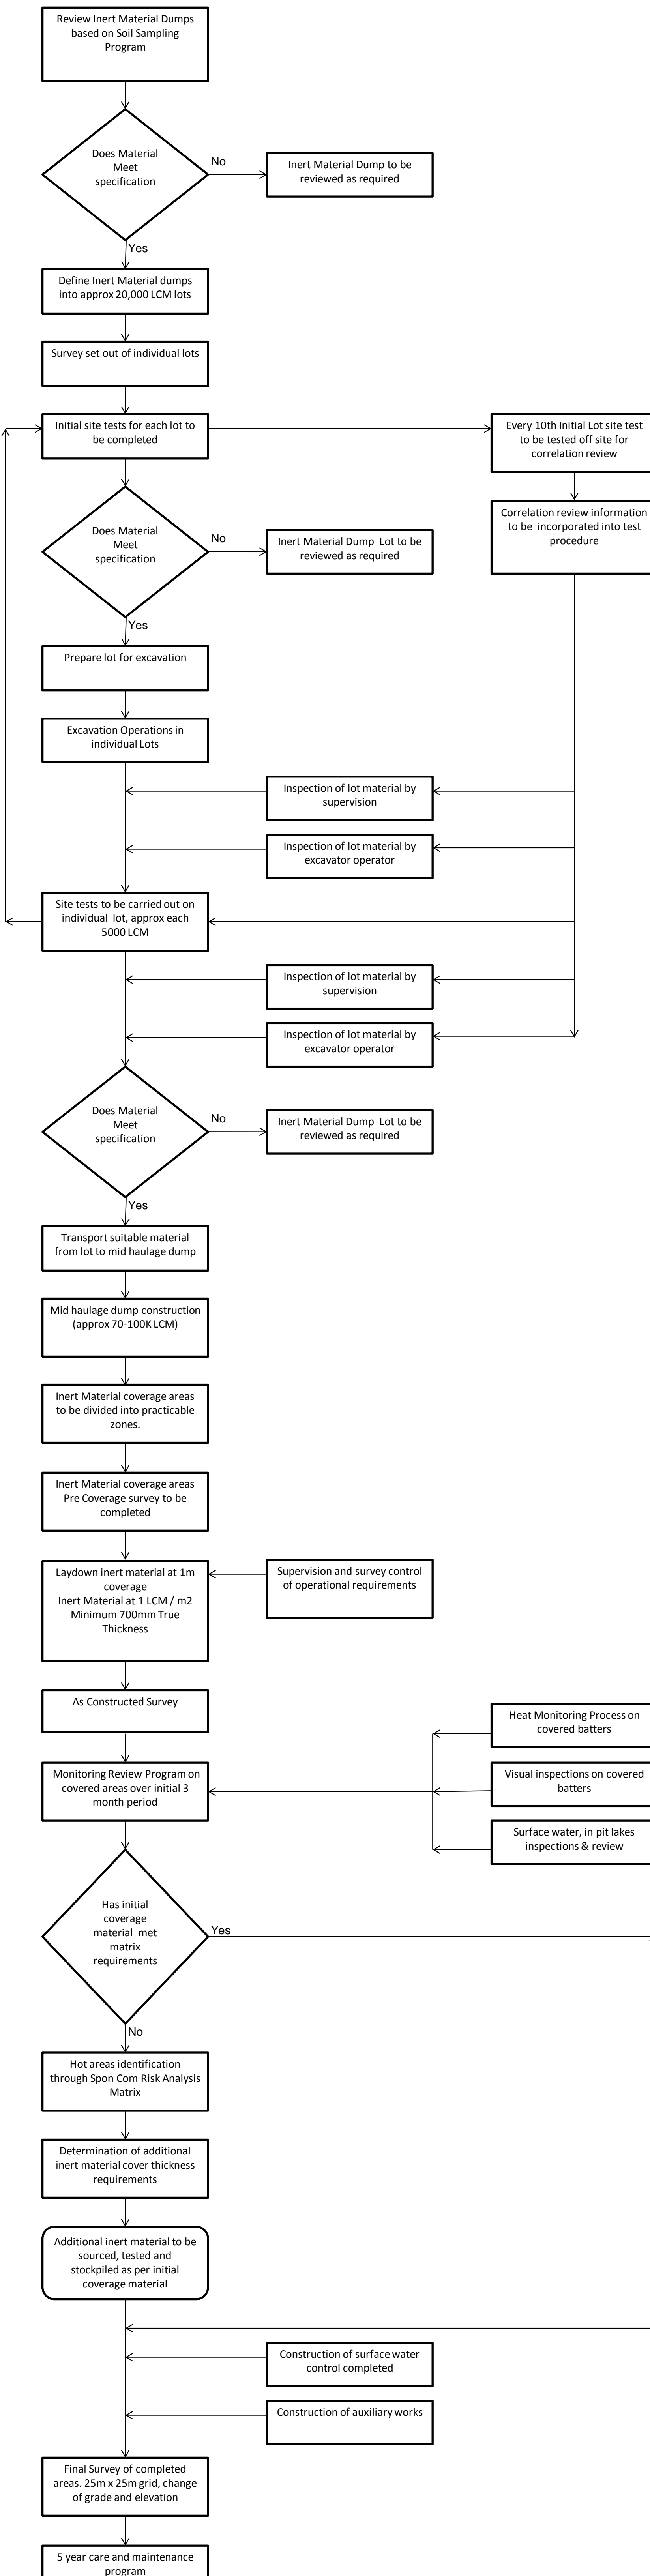 Review Inert Material Dumps
based on Soil Sampling
Program
Does Material
Meet
specification
No
Inert Material Dump to be
reviewed as required
Yes
Define Inert Material dumps
into approx 20,000 LCM lots
Survey set out of individual lots
Initial site tests for each lot to
be completed
Every 10th Initial Lot site test
to be tested off site for
correlation review
Correlation review information
to be  incorporated into test
procedure
Does Material
Meet
specification
No
Inert Material Dump  Lot to be
reviewed as required
Yes
Prepare lot for excavation
Excavation Operations in
individual Lots
Inspection of lot material by
supervision
Inspection of lot material by
excavator operator
Site tests to be carried out on
individual  lot, approx each
5000 LCM
Inspection of lot material by
supervision
Inspection of lot material by
excavator operator
Does Material
Meet
specification
No
Inert Material Dump  Lot to be
reviewed as required
Yes
Transport suitable material
from lot to mid haulage dump
Mid haulage dump construction
(approx 70-100K LCM)
Inert Material coverage areas
to be divided into practicable
zones.
Inert Material coverage areas
Pre Coverage survey to be
completed
Laydown inert material at 1m
coverage
Inert Material at 1 LCM / m2
Minimum 700mm True
Thickness
Supervision and survey control
of operational requirements
As Constructed Survey
Heat Monitoring Process on
covered batters
Monitoring Review Program on
covered areas over initial 3
month period
Visual inspections on covered
batters
Surface water, in pit lakes
inspections & review
Has initial
coverage
material  met
matrix
requirements
Yes
No
Hot areas identification
through Spon Com Risk Analysis
Matrix
Determination of additional
inert material cover thickness
requirements
Additional inert material to be
sourced, tested and
stockpiled as per initial
coverage material
Construction of surface water
control completed
Construction of auxiliary works
Final Survey of completed
areas. 25m x 25m grid, change
of grade and elevation
5 year care and maintenance
program